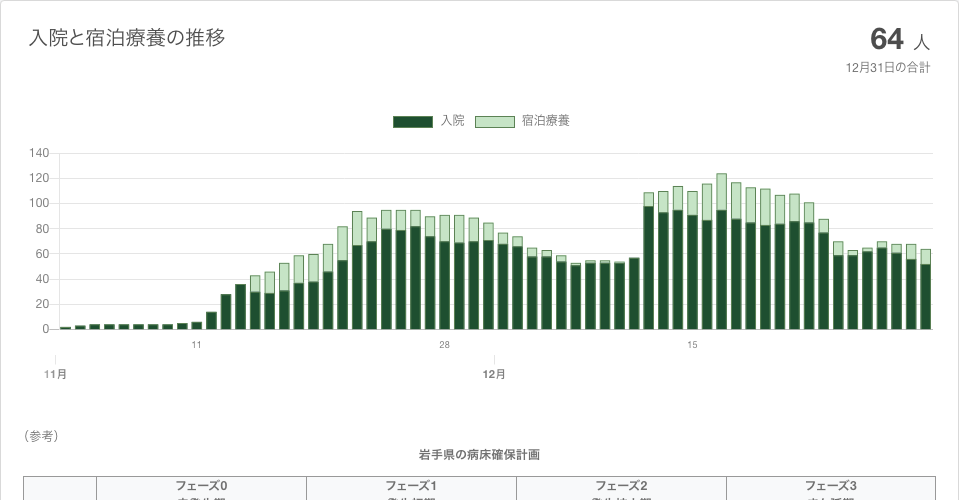 入院と宿泊療養の推移
64 人
12月31日の合計
入院 宿泊療養
140
120
100
80
60
40
20
0
11 28 15
11月 12月
（参考）
岩手県の病床確保計画
フェーズ0 フェーズ1 フェーズ2 フェーズ3